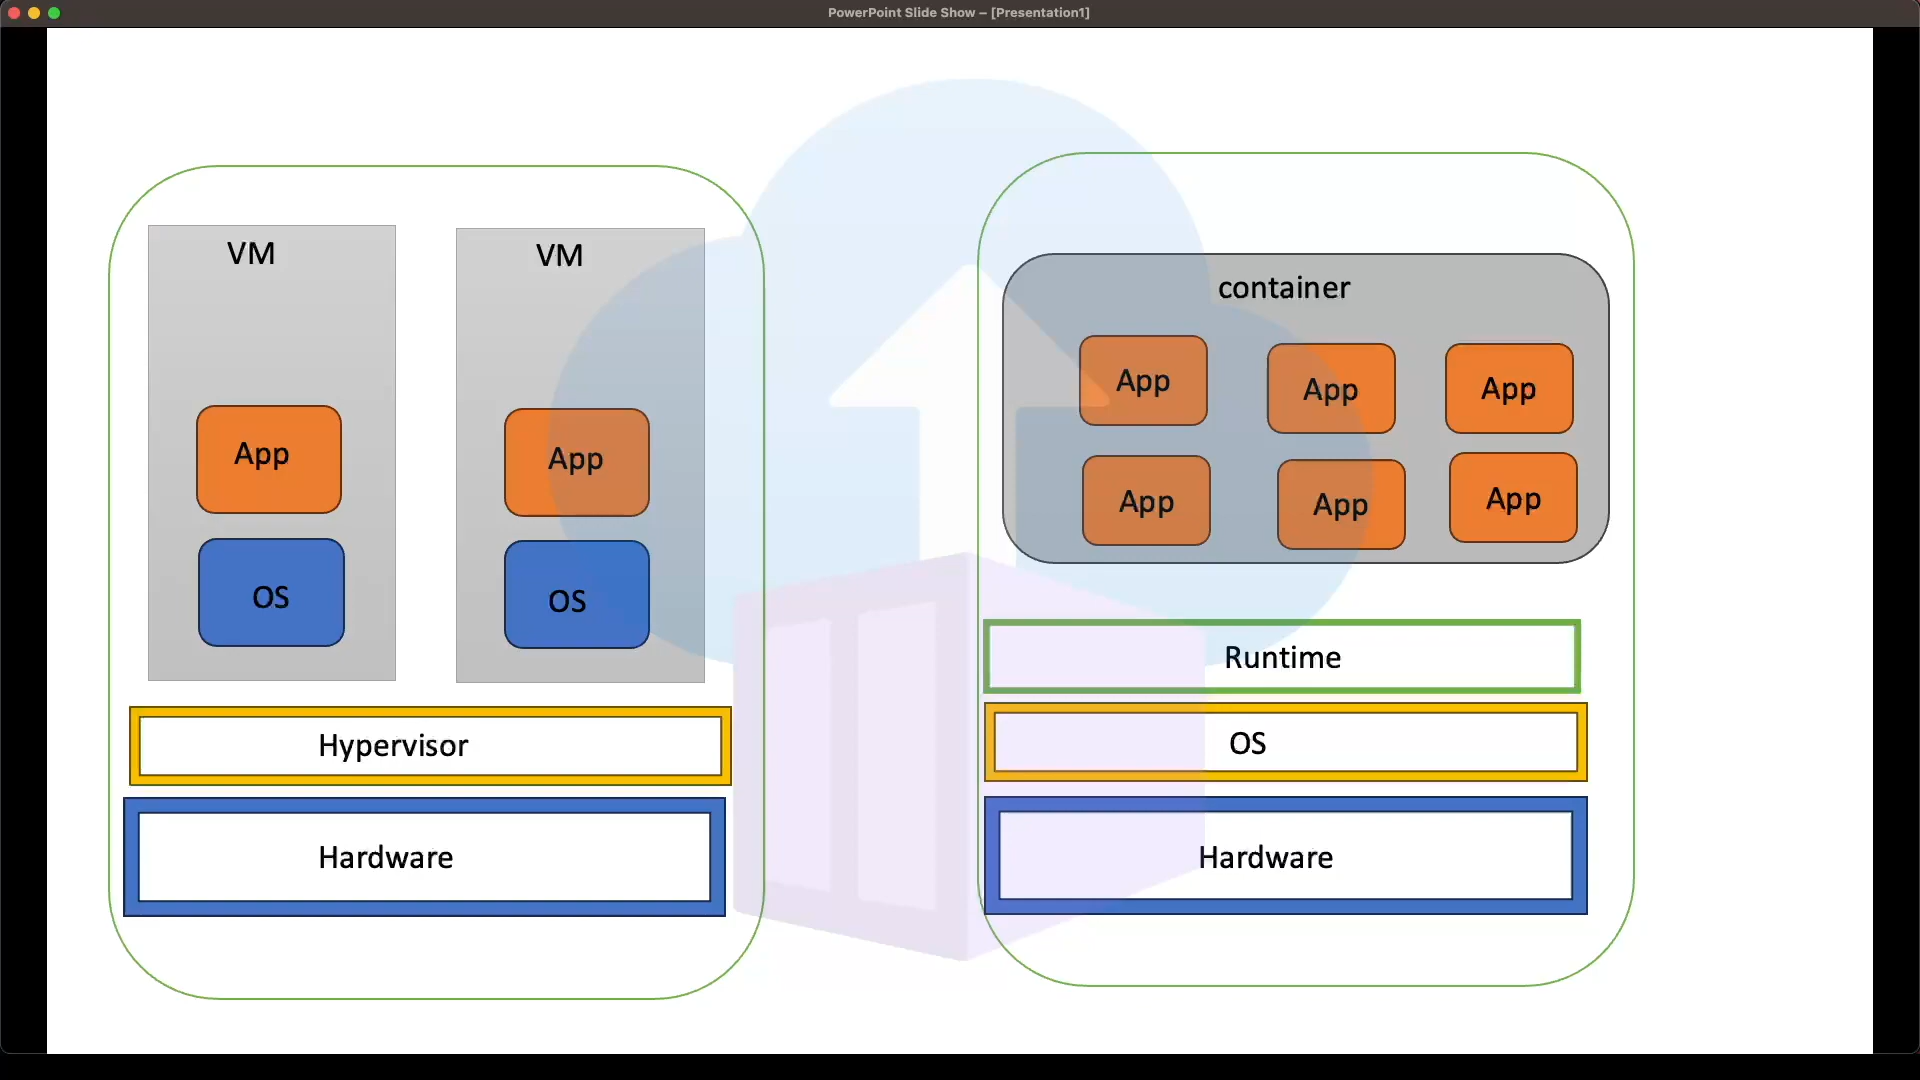 PowerPoint Slide Show – [Presentation1]
VM
VM
App
App
OS
OS
Hypervisor
Hardware
container
App
App
App
App
App
App
Runtime
OS
Hardware